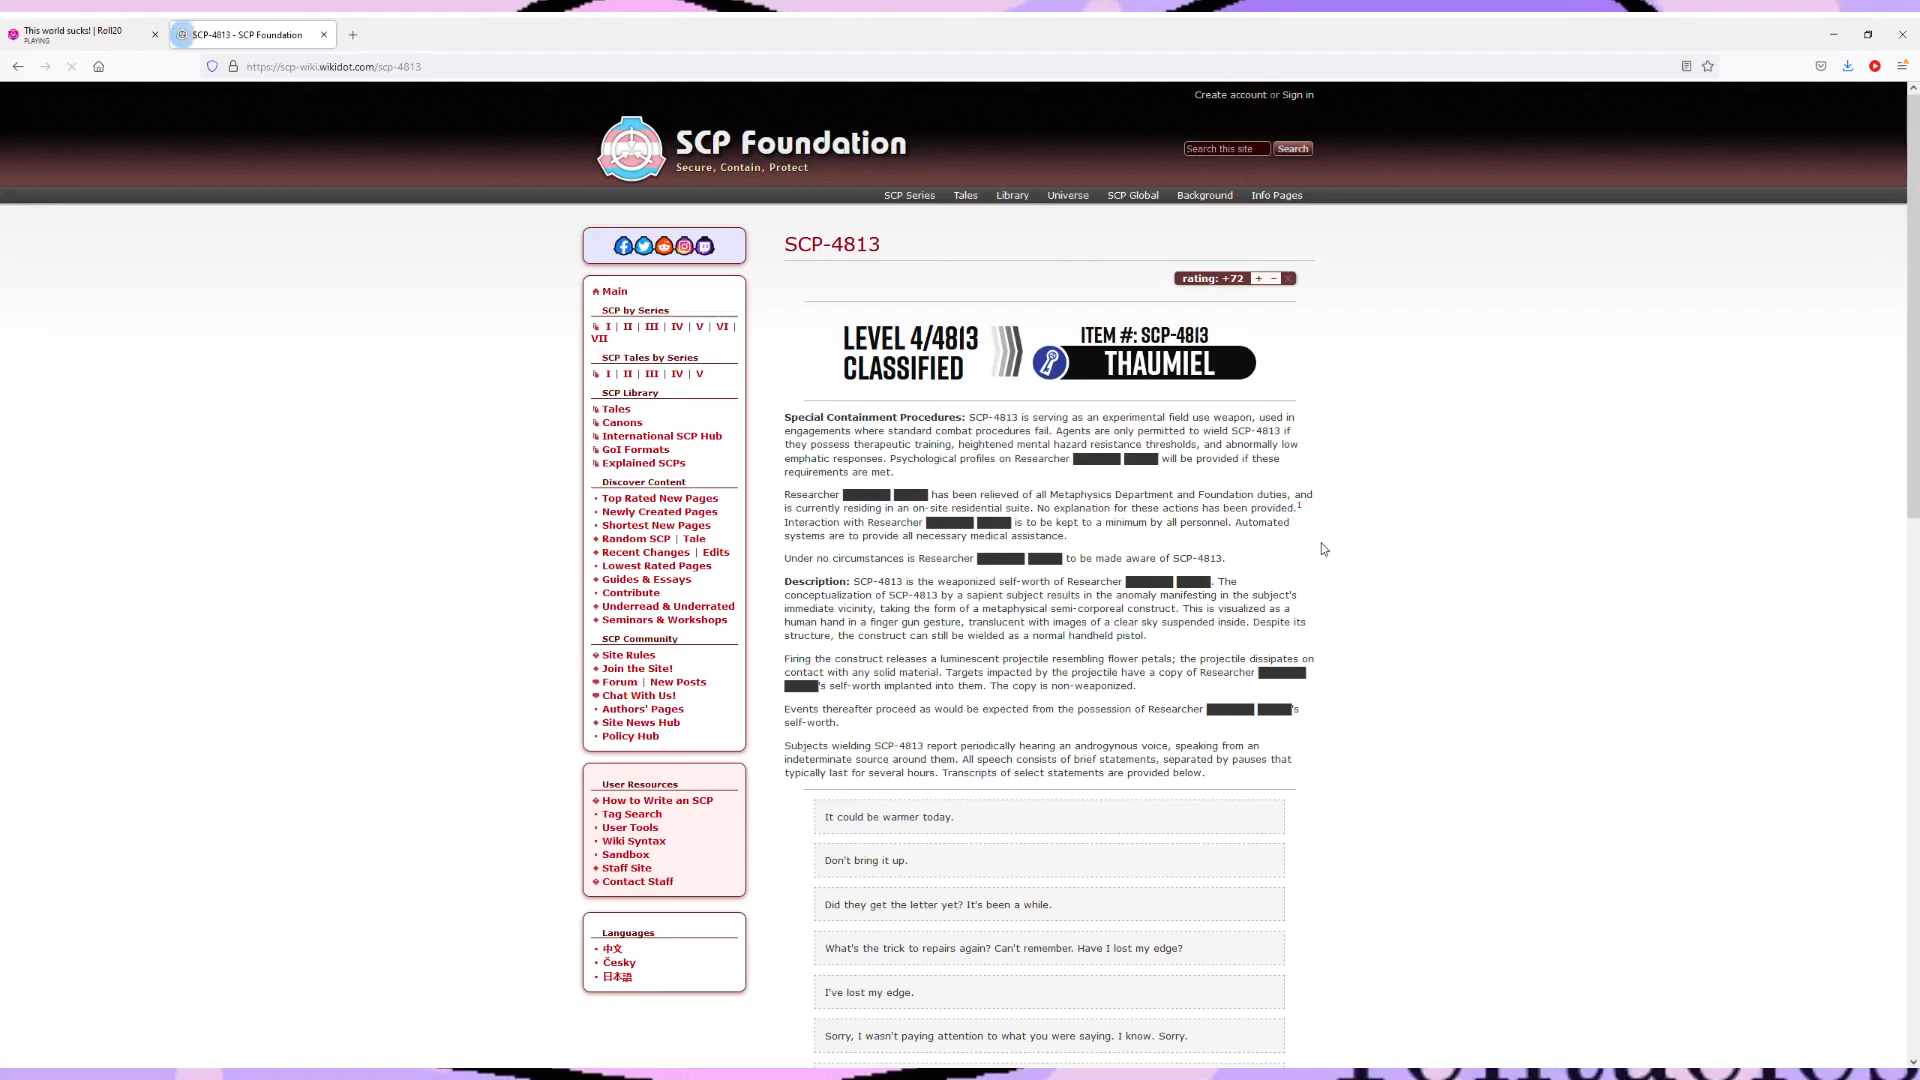 This world sucks! | Roll20
PLAYING
SCP-4813 - SCP Foundation
https://scp-wiki.wikidot.com/scp-4813
Create account or Sign in
SCP Foundation
Secure, Contain, Protect
Search this site
Search
SCP Series Tales Library Universe SCP Global Background Info Pages
Main
SCP by Series
I | II | III | IV | V | VI |
VII
SCP Tales by Series
I | II | III | IV | V
SCP Library
Tales
Canons
International SCP Hub
GoI Formats
Explained SCPs
Discover Content
Top Rated New Pages
Newly Created Pages
Shortest New Pages
Random SCP | Tale
Recent Changes | Edits
Lowest Rated Pages
Guides & Essays
Contribute
Underread & Underrated
Seminars & Workshops
SCP Community
Site Rules
Join the Site!
Forum | New Posts
Chat With Us!
Authors' Pages
Site News Hub
Policy Hub
User Resources
How to Write an SCP
Tag Search
User Tools
Wiki Syntax
Sandbox
Staff Site
Contact Staff
Languages
中文
Česky
日本語
SCP-4813
rating: +72 + – X
LEVEL 4/4813
CLASSIFIED
ITEM #: SCP-4813
THAUMIEL
Special Containment Procedures: SCP-4813 is serving as an experimental field use weapon, used in
engagements where standard combat procedures fail. Agents are only permitted to wield SCP-4813 if
they possess therapeutic training, heightened mental hazard resistance thresholds, and abnormally low
emphatic responses. Psychological profiles on Researcher ███████ █████ will be provided if these
requirements are met.
Researcher ███████ █████ has been relieved of all Metaphysics Department and Foundation duties, and
is currently residing in an on-site residential suite. No explanation for these actions has been provided.1
Interaction with Researcher ███████ █████ is to be kept to a minimum by all personnel. Automated
systems are to provide all necessary medical assistance.
Under no circumstances is Researcher ███████ █████ to be made aware of SCP-4813.
Description: SCP-4813 is the weaponized self-worth of Researcher ███████ █████. The
conceptualization of SCP-4813 by a sapient subject results in the anomaly manifesting in the subject's
immediate vicinity, taking the form of a metaphysical semi-corporeal construct. This is visualized as a
human hand in a finger gun gesture, translucent with images of a clear sky suspended inside. Despite its
structure, the construct can still be wielded as a normal handheld pistol.
Firing the construct releases a luminescent projectile resembling flower petals; the projectile dissipates on
contact with any solid material. Targets impacted by the projectile have a copy of Researcher ███████
█████'s self-worth implanted into them. The copy is non-weaponized.
Events thereafter proceed as would be expected from the possession of Researcher ███████ █████'s
self-worth.
Subjects wielding SCP-4813 report periodically hearing an androgynous voice, speaking from an
indeterminate source around them. All speech consists of brief statements, separated by pauses that
typically last for several hours. Transcripts of select statements are provided below.
It could be warmer today.
Don't bring it up.
Did they get the letter yet? It's been a while.
What's the trick to repairs again? Can't remember. Have I lost my edge?
I've lost my edge.
Sorry, I wasn't paying attention to what you were saying. I know. Sorry.